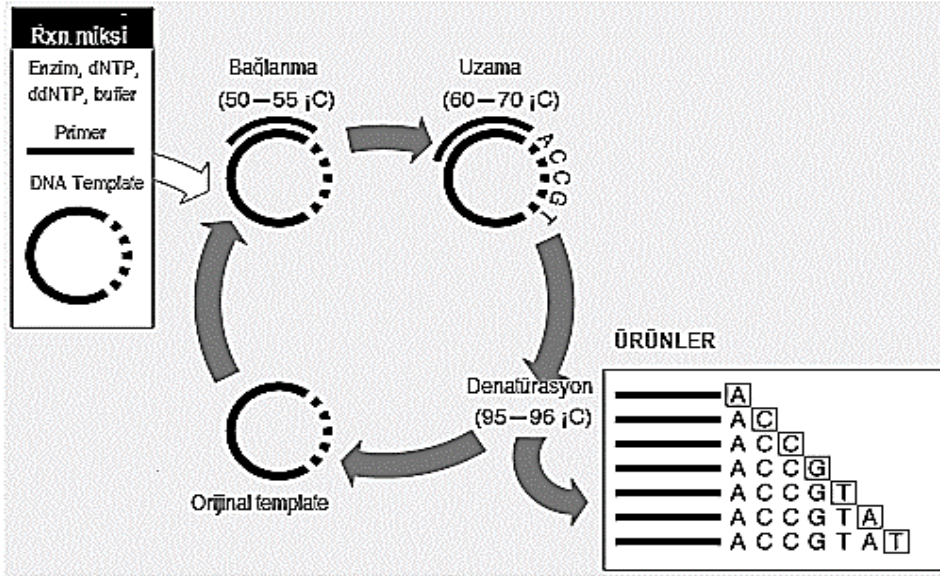 Rxn miksi
Enzim, dNTP,
ddNTP, buffer
Primer
DNA Template
Bağlanma
(50–55 ¡C)
Uzama
(60–70 ¡C)
A C C G T
Denatürasyon
(95–96 ¡C)
Orijinal template
ÜRÜNLER
A
A C
A C C
A C C G
A C C G T
A C C G T A
A C C G T A T